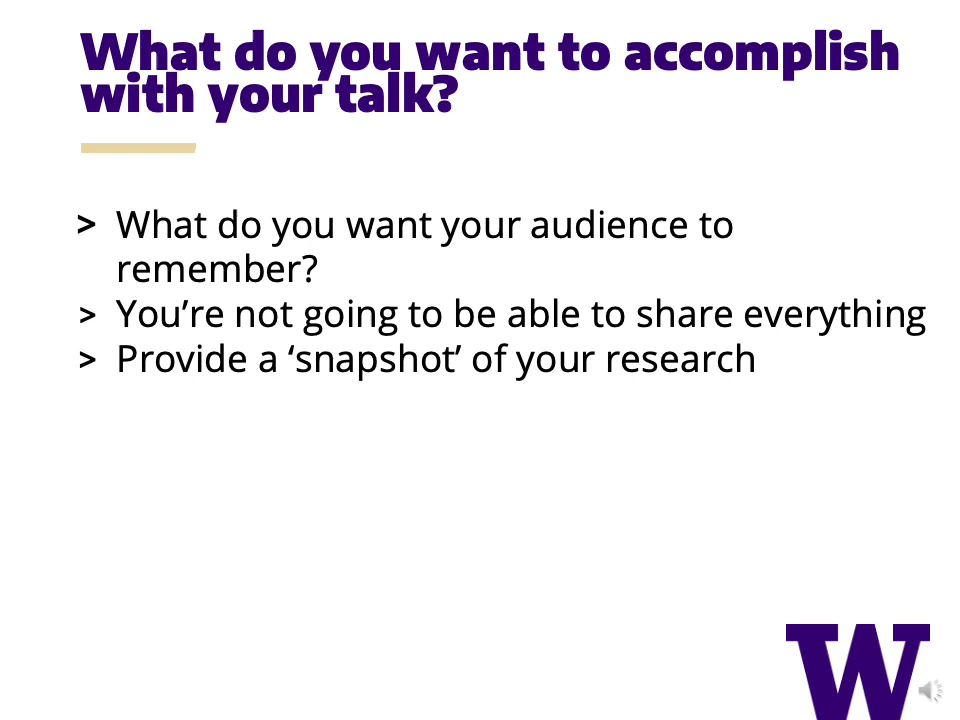 What do you want to accomplish
with your talk?
> What do you want your audience to
remember?
> You’re not going to be able to share everything
> Provide a ‘snapshot’ of your research
W